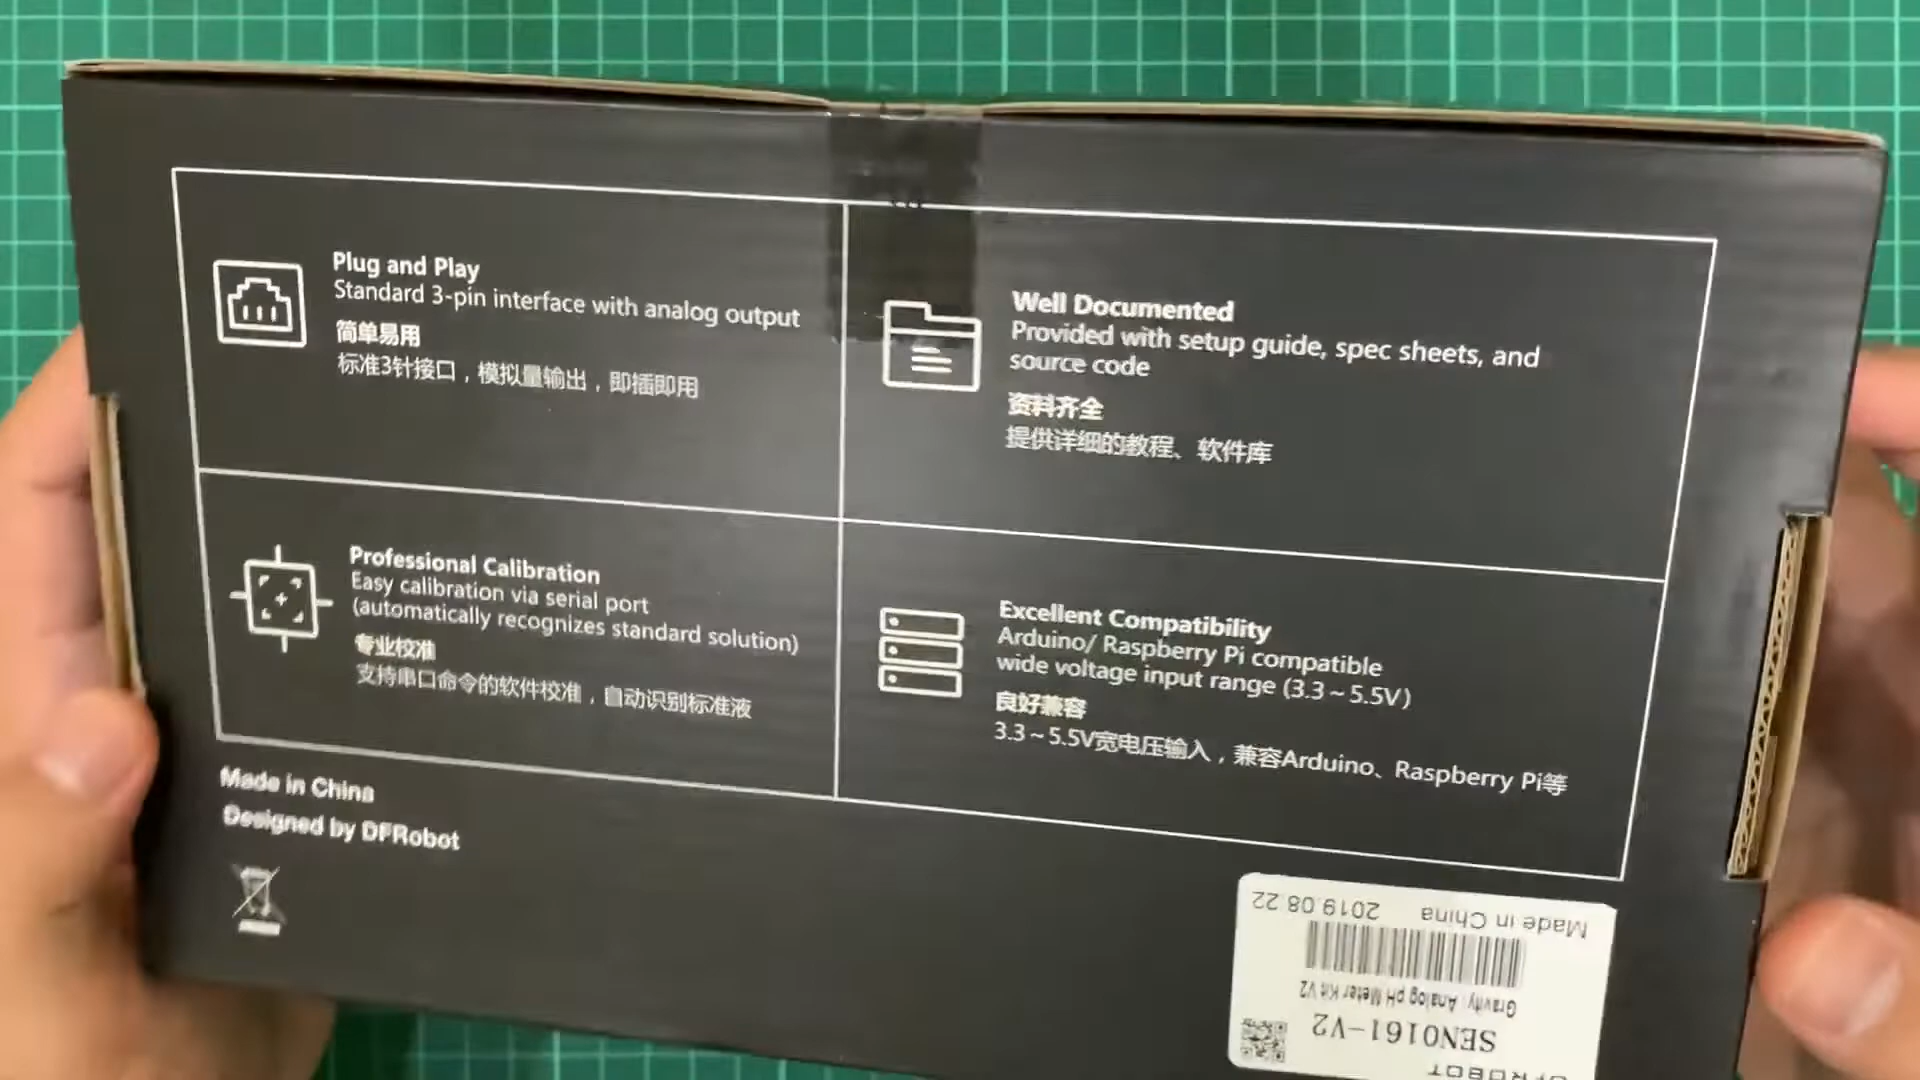 Plug and Play
Standard 3-pin interface with analog output
简单易用
标准3针接口，模拟量输出，即插即用
Well Documented
Provided with setup guide, spec sheets, and
source code
资料齐全
提供详细的教程、软件库
Professional Calibration
Easy calibration via serial port
(automatically recognizes standard solution)
专业校准
支持串口命令的软件校准，自动识别标准液
Excellent Compatibility
Arduino/ Raspberry Pi compatible
wide voltage input range (3.3~5.5V)
良好兼容
3.3~5.5V宽电压输入，兼容Arduino、Raspberry Pi等
Made in China
Designed by DFRobot
DFROBOT
SEN0161-V2
Gravity: Analog pH Meter Kit V2
Made in China 2019.08.22